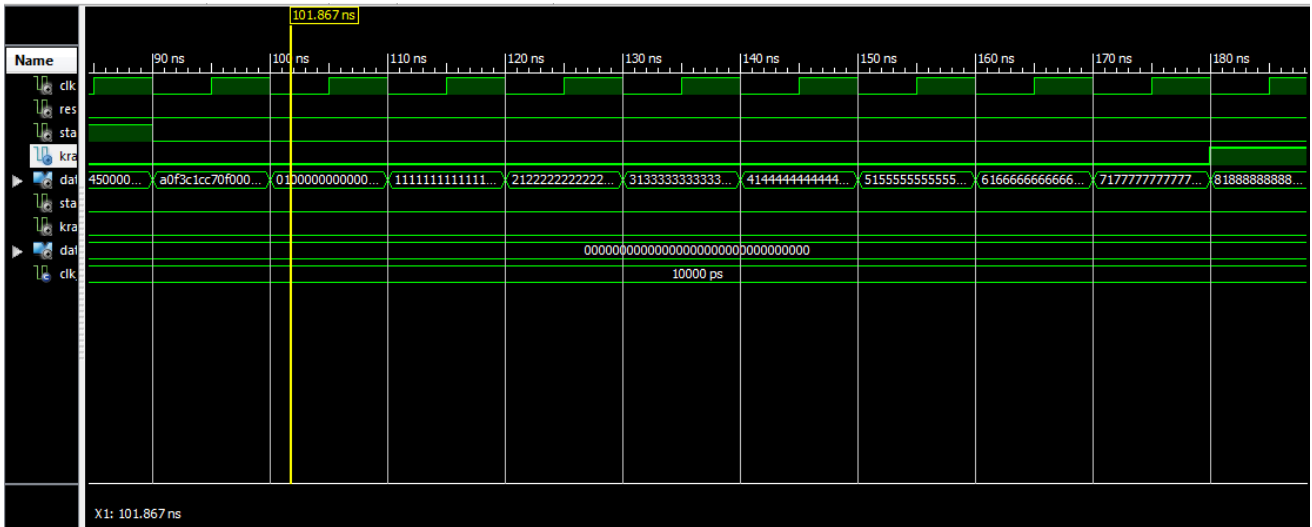 101.867 ns
Name
90 ns 100 ns 110 ns 120 ns 130 ns 140 ns 150 ns 160 ns 170 ns 180 ns
clk
res
sta
kra
dat 450000... a0f3c1cc70f000... 0100000000000... 1111111111111... 2122222222222... 3133333333333... 4144444444444... 5155555555555... 6166666666666... 7177777777777... 81888888888...
sta
kra
dat 00000000000000000000000000000000
clk_ 10000 ps
X1: 101.867 ns